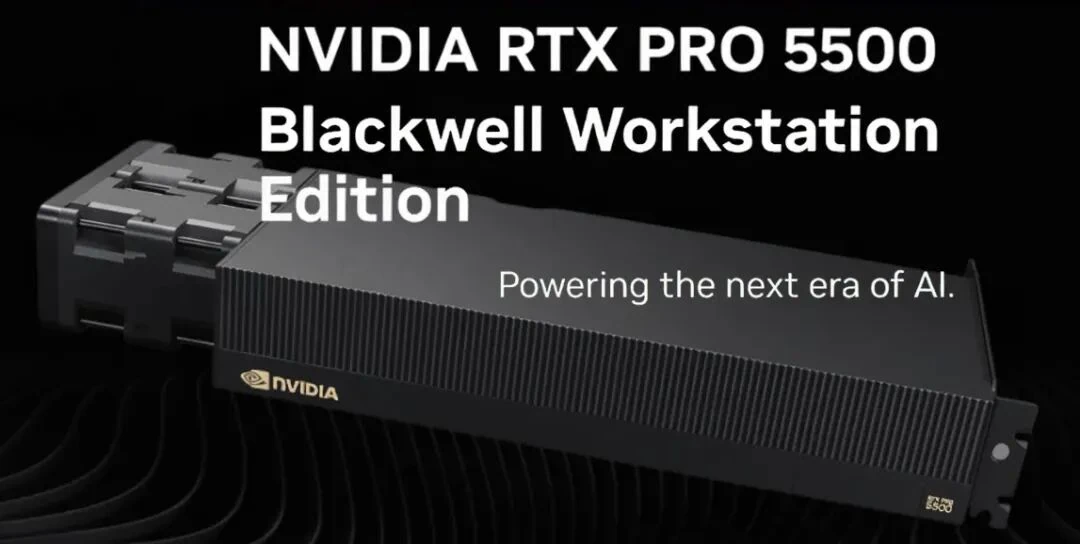 NVIDIA RTX PRO 5500
Blackwell Workstation
Edition
Powering the next era of AI.
NVIDIA
RTX PRO
5500